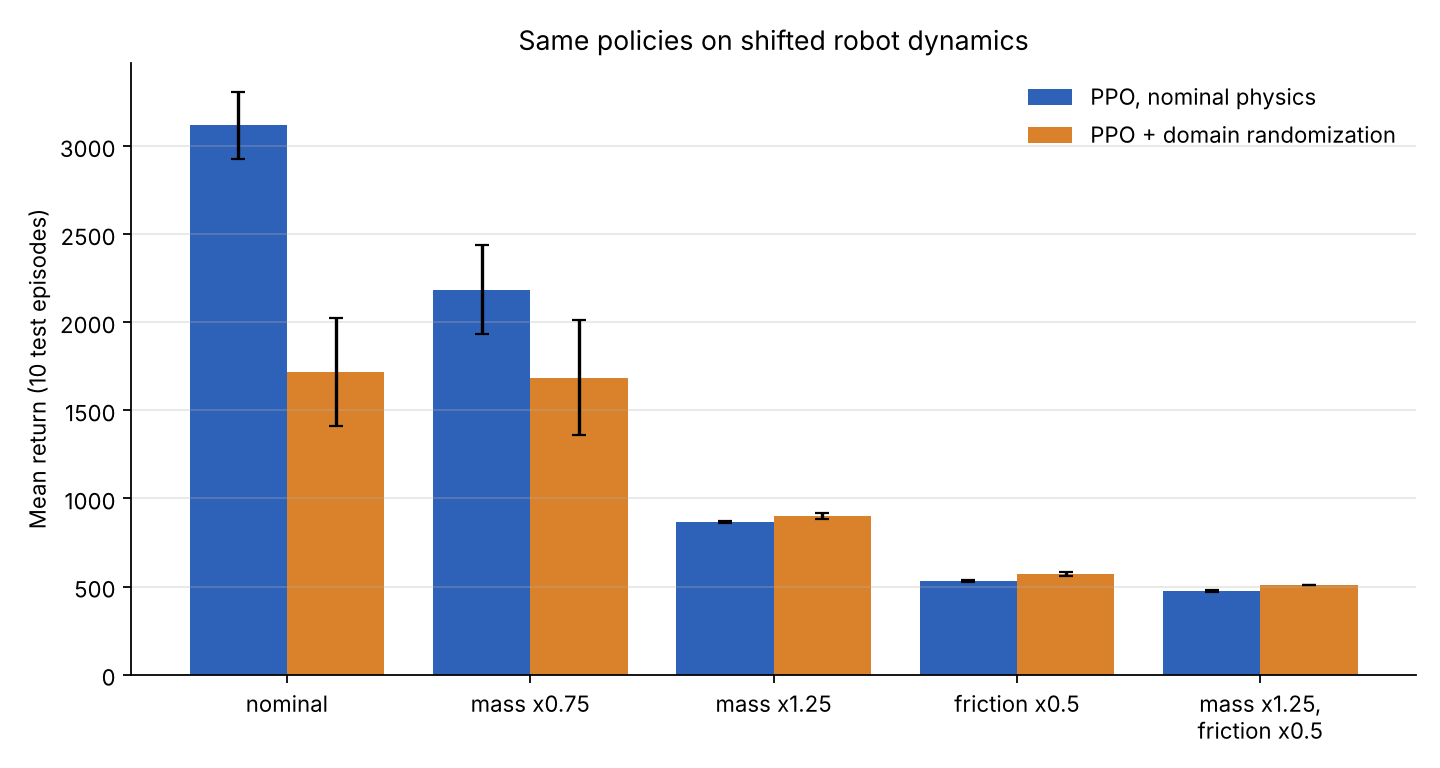 Same policies on shifted robot dynamics
PPO, nominal physics
PPO + domain randomization
Mean return (10 test episodes)
3000
2500
2000
1500
1000
500
0
nominal
mass x0.75
mass x1.25
friction x0.5
mass x1.25,
friction x0.5